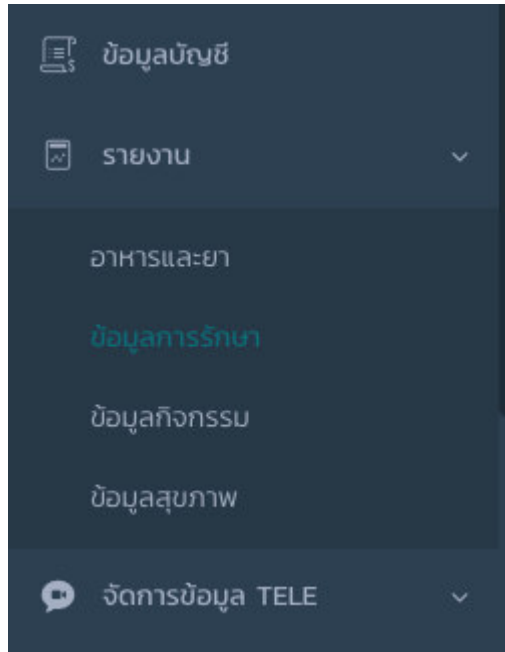 ข้อมูลบัญชี
รายงาน
อาหารและยา
ข้อมูลการรักษา
ข้อมูลกิจกรรม
ข้อมูลสุขภาพ
จัดการข้อมูล TELE